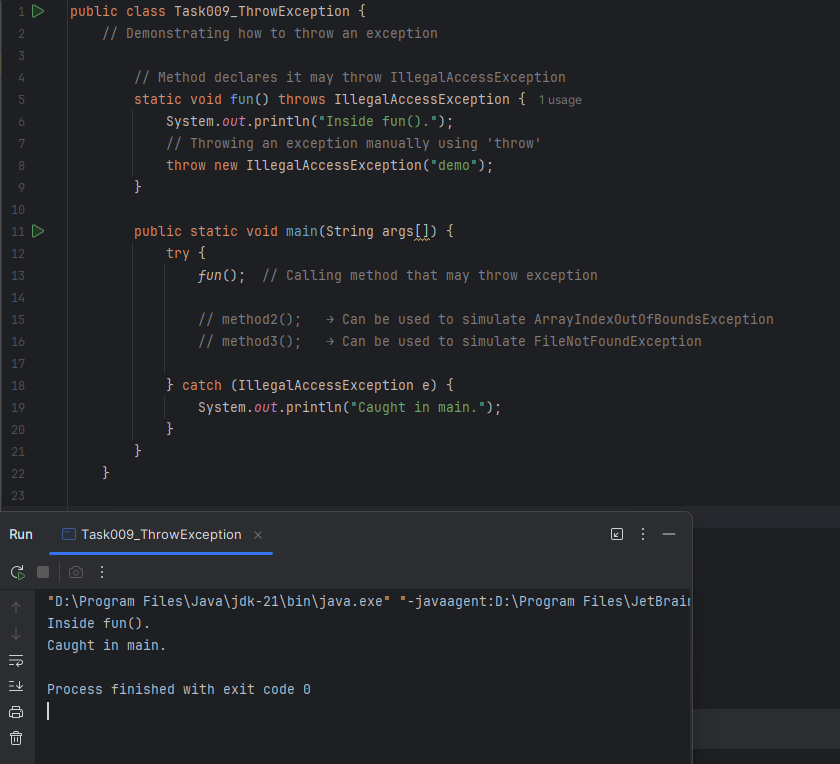 1 public class Task009_ThrowException {
2 // Demonstrating how to throw an exception
3
4 // Method declares it may throw IllegalAccessException
5 static void fun() throws IllegalAccessException { 1 usage
6 System.out.println("Inside fun().");
7 // Throwing an exception manually using 'throw'
8 throw new IllegalAccessException("demo");
9 }
10
11 public static void main(String args[]) {
12 try {
13 fun(); // Calling method that may throw exception
14
15 // method2(); → Can be used to simulate ArrayIndexOutOfBoundsException
16 // method3(); → Can be used to simulate FileNotFoundException
17
18 } catch (IllegalAccessException e) {
19 System.out.println("Caught in main.");
20 }
21 }
22 }
23
Run Task009_ThrowException
"D:\Program Files\Java\jdk-21\bin\java.exe" "-javaagent:D:\Program Files\JetBrain
Inside fun().
Caught in main.
Process finished with exit code 0